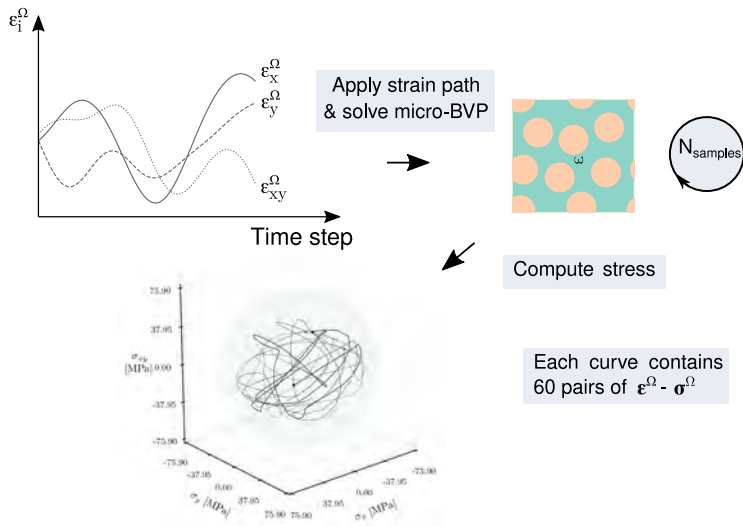 ε_i^Ω
ε_x^Ω
ε_y^Ω
ε_xy^Ω
Time step
Apply strain path
& solve micro-BVP
ω
N_samples
Compute stress
Each curve contains
60 pairs of ε^Ω - σ^Ω
75.90
37.95
σ_xy 0.00
[MPa]
-37.95
-75.90
-75.90
-37.95
0.00
37.95
75.90
σ_y [MPa]
75.90
37.95
0.00
-37.95
-75.90
[MPa]